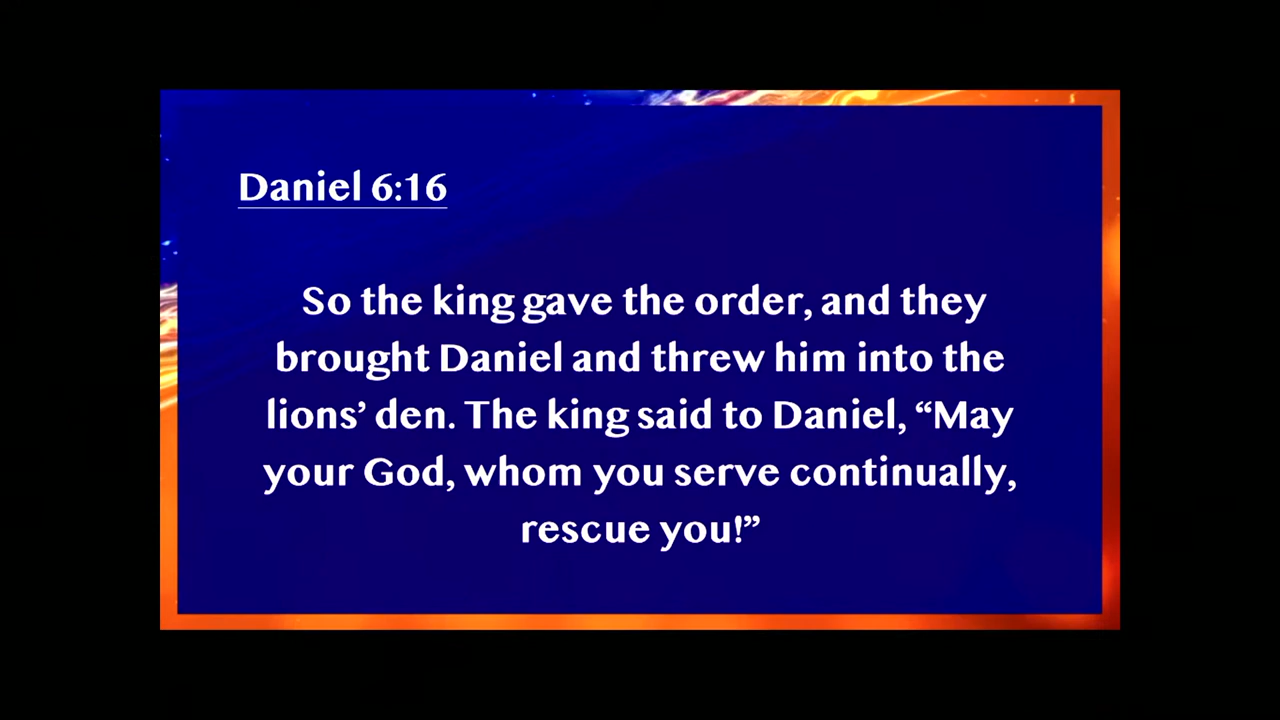 Daniel 6:16
So the king gave the order, and they
brought Daniel and threw him into the
lions’ den. The king said to Daniel, “May
your God, whom you serve continually,
rescue you!”